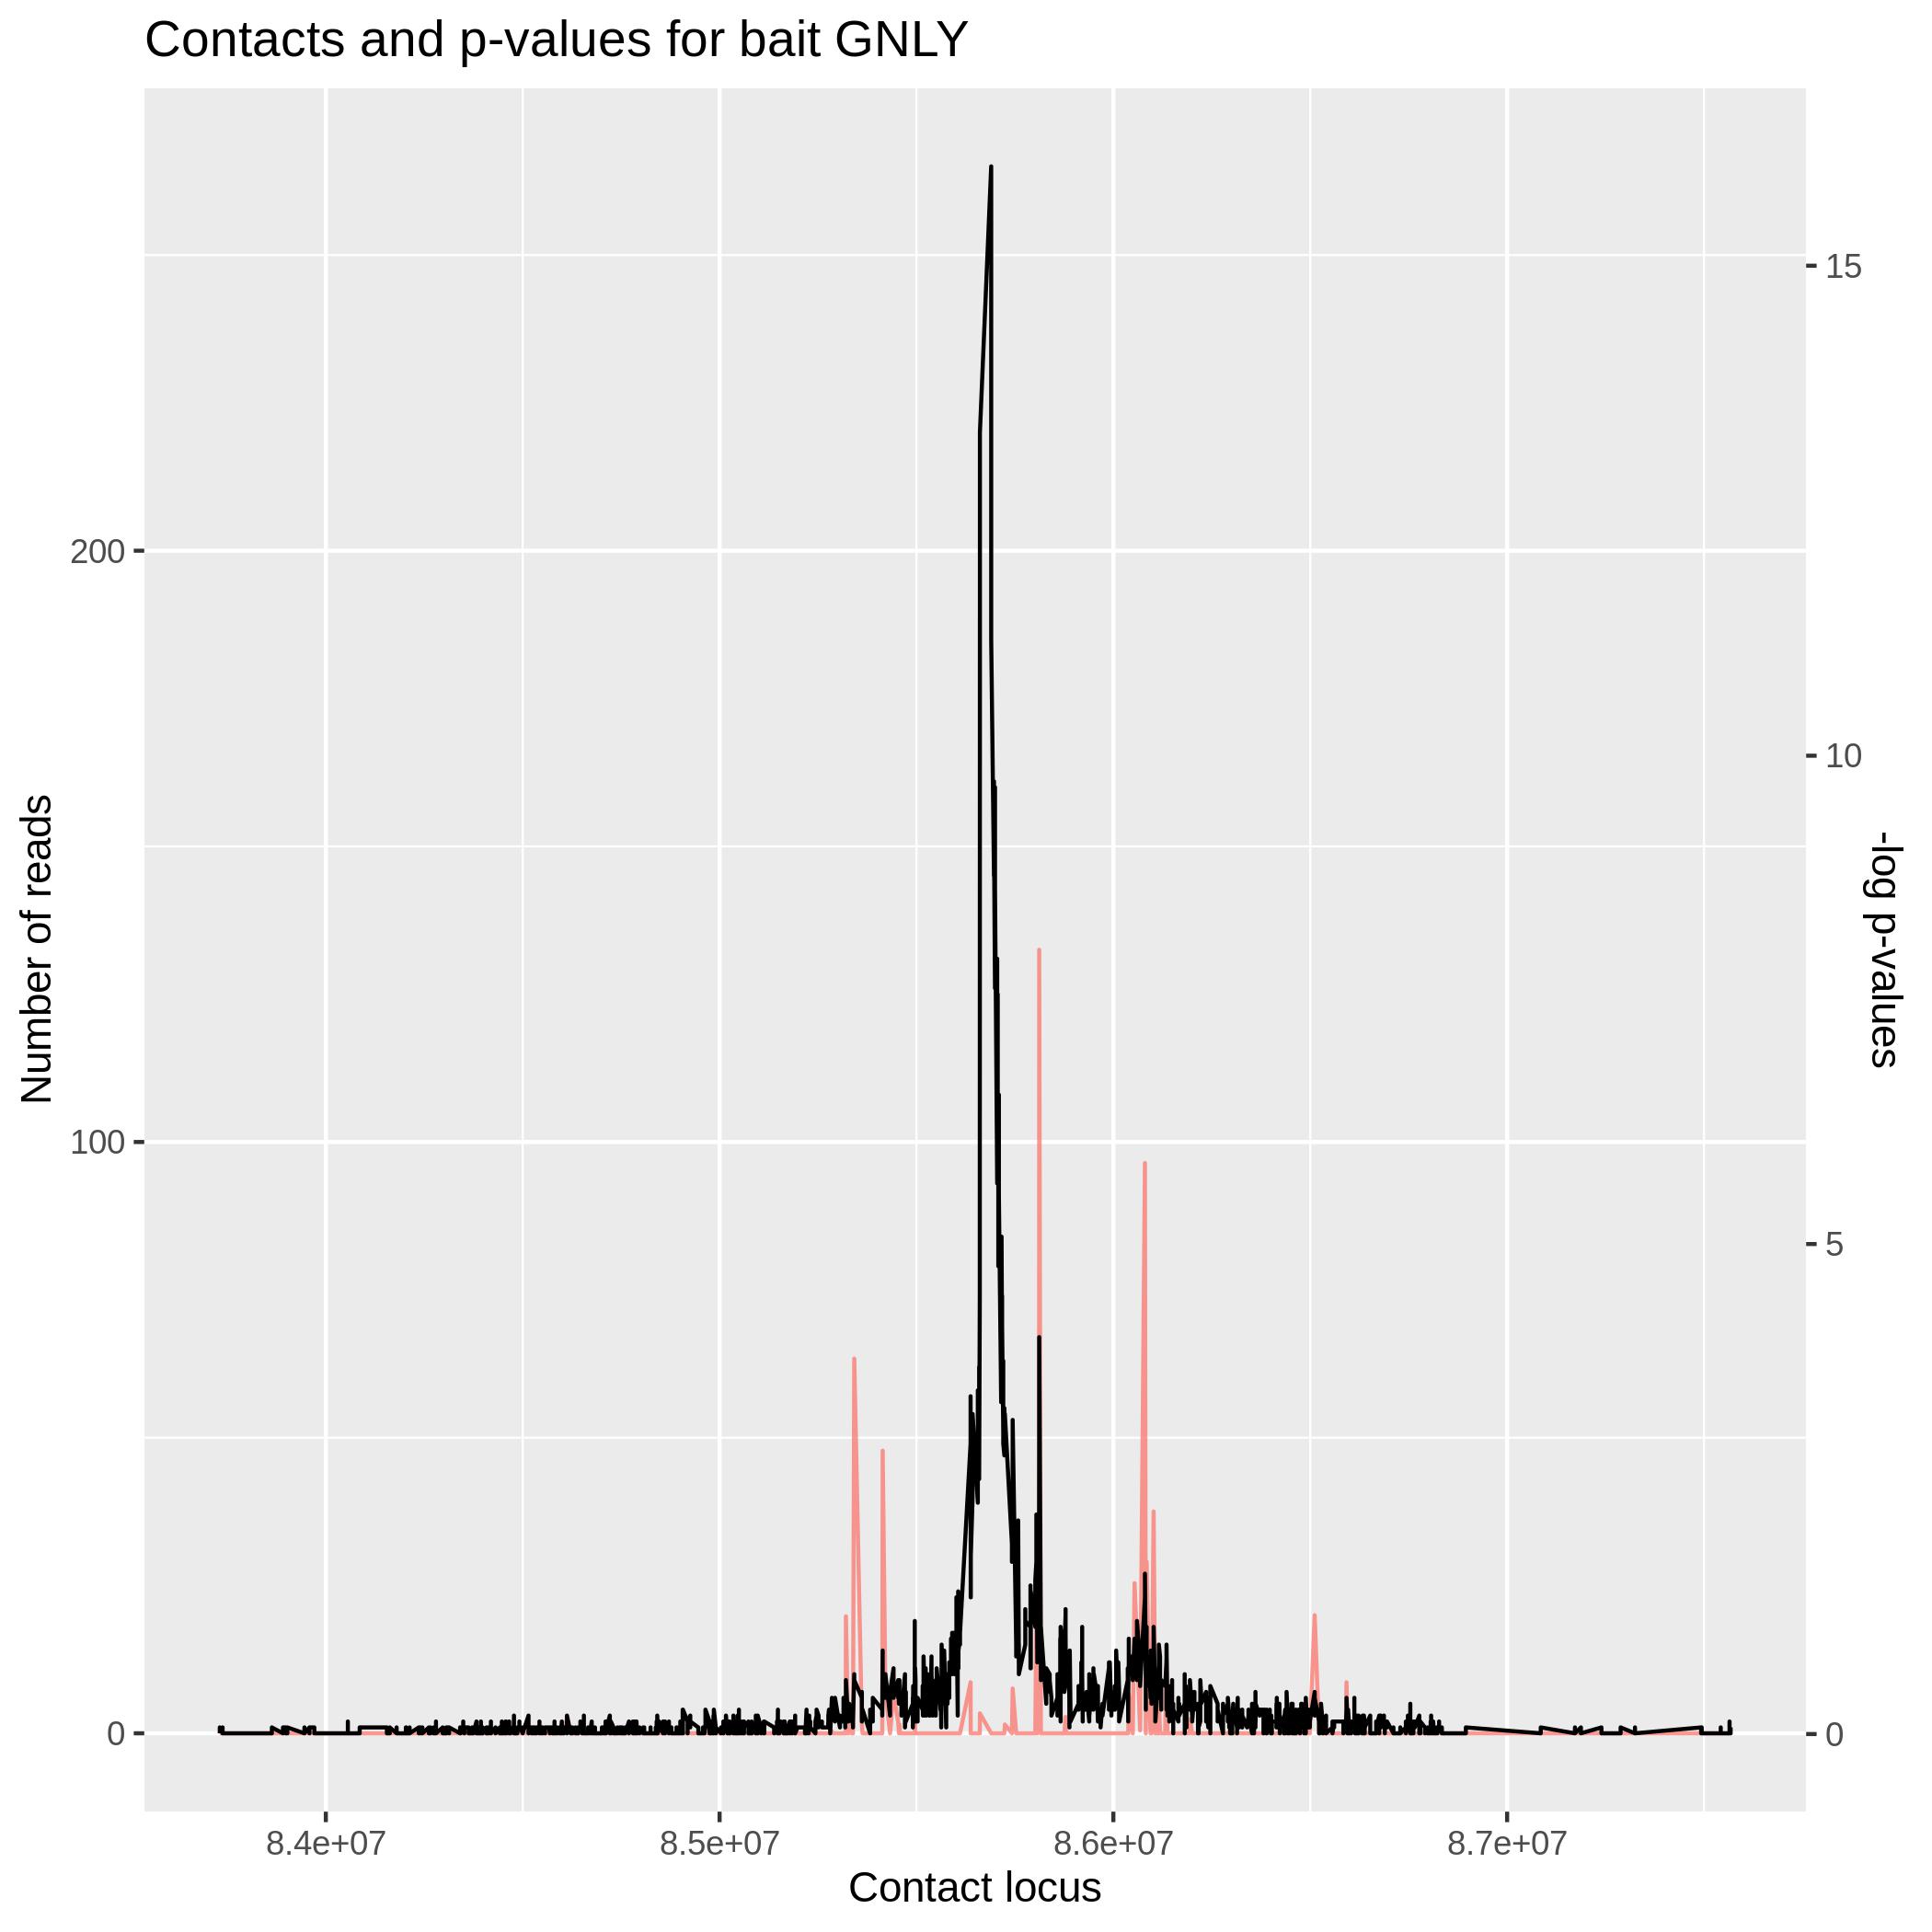 Contacts and p-values for bait GNLY
Number of reads
200
100
0
15
10
5
0
-log p-values
8.4e+07
8.5e+07
8.6e+07
8.7e+07
Contact locus